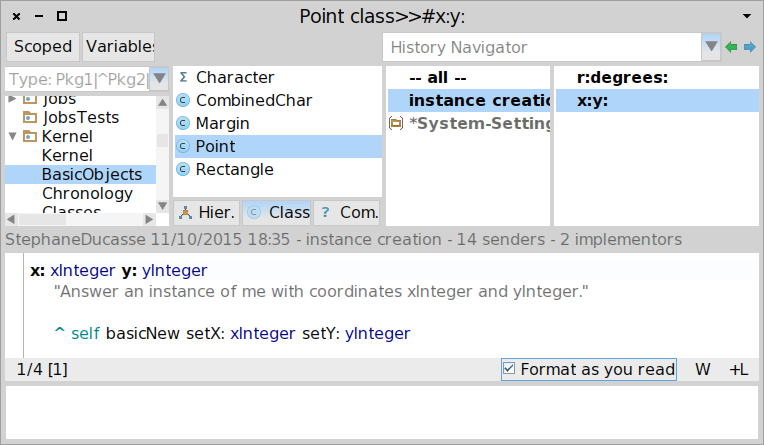 Point class>>#x:y:
Scoped
Variables
History Navigator
Type: Pkg1|^Pkg2|
Jobs
JobsTests
Kernel
Kernel
BasicObjects
Chronology
Classes
Σ Character
C CombinedChar
C Margin
C Point
C Rectangle
Hier.
C Class
? Com.
-- all --
instance creatio
*System-Setting
r:degrees:
x:y:
StephaneDucasse 11/10/2015 18:35 - instance creation - 14 senders - 2 implementors
x: xInteger y: yInteger
"Answer an instance of me with coordinates xInteger and yInteger."
^ self basicNew setX: xInteger setY: yInteger
1/4 [1]
Format as you read
W
+L